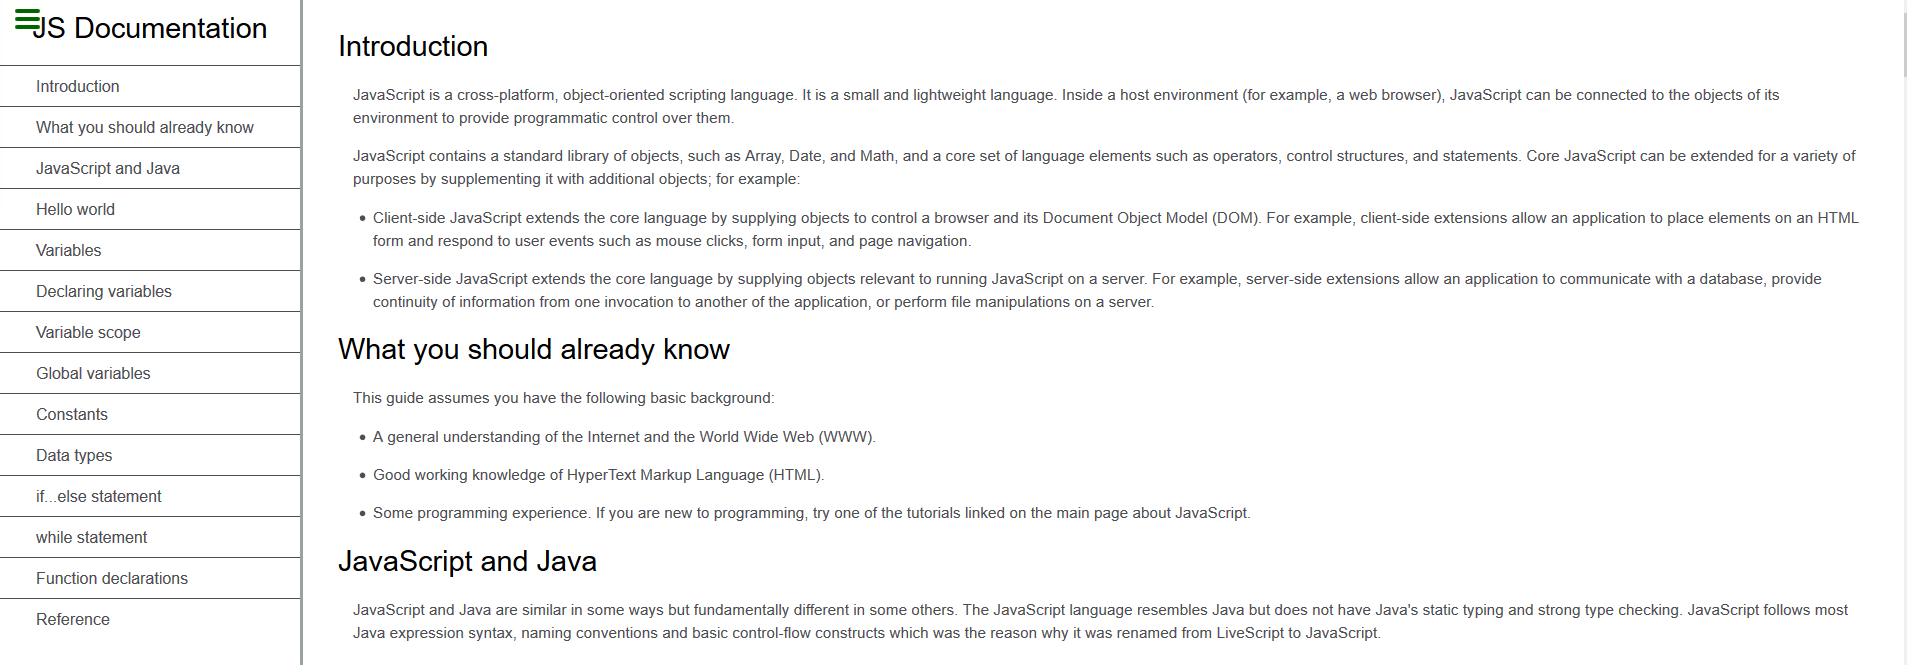 JS Documentation
Introduction
What you should already know
JavaScript and Java
Hello world
Variables
Declaring variables
Variable scope
Global variables
Constants
Data types
if...else statement
while statement
Function declarations
Reference
Introduction
JavaScript is a cross-platform, object-oriented scripting language. It is a small and lightweight language. Inside a host environment (for example, a web browser), JavaScript can be connected to the objects of its
environment to provide programmatic control over them.
JavaScript contains a standard library of objects, such as Array, Date, and Math, and a core set of language elements such as operators, control structures, and statements. Core JavaScript can be extended for a variety of
purposes by supplementing it with additional objects; for example:
• Client-side JavaScript extends the core language by supplying objects to control a browser and its Document Object Model (DOM). For example, client-side extensions allow an application to place elements on an HTML
form and respond to user events such as mouse clicks, form input, and page navigation.
• Server-side JavaScript extends the core language by supplying objects relevant to running JavaScript on a server. For example, server-side extensions allow an application to communicate with a database, provide
continuity of information from one invocation to another of the application, or perform file manipulations on a server.
What you should already know
This guide assumes you have the following basic background:
• A general understanding of the Internet and the World Wide Web (WWW).
• Good working knowledge of HyperText Markup Language (HTML).
• Some programming experience. If you are new to programming, try one of the tutorials linked on the main page about JavaScript.
JavaScript and Java
JavaScript and Java are similar in some ways but fundamentally different in some others. The JavaScript language resembles Java but does not have Java's static typing and strong type checking. JavaScript follows most
Java expression syntax, naming conventions and basic control-flow constructs which was the reason why it was renamed from LiveScript to JavaScript.